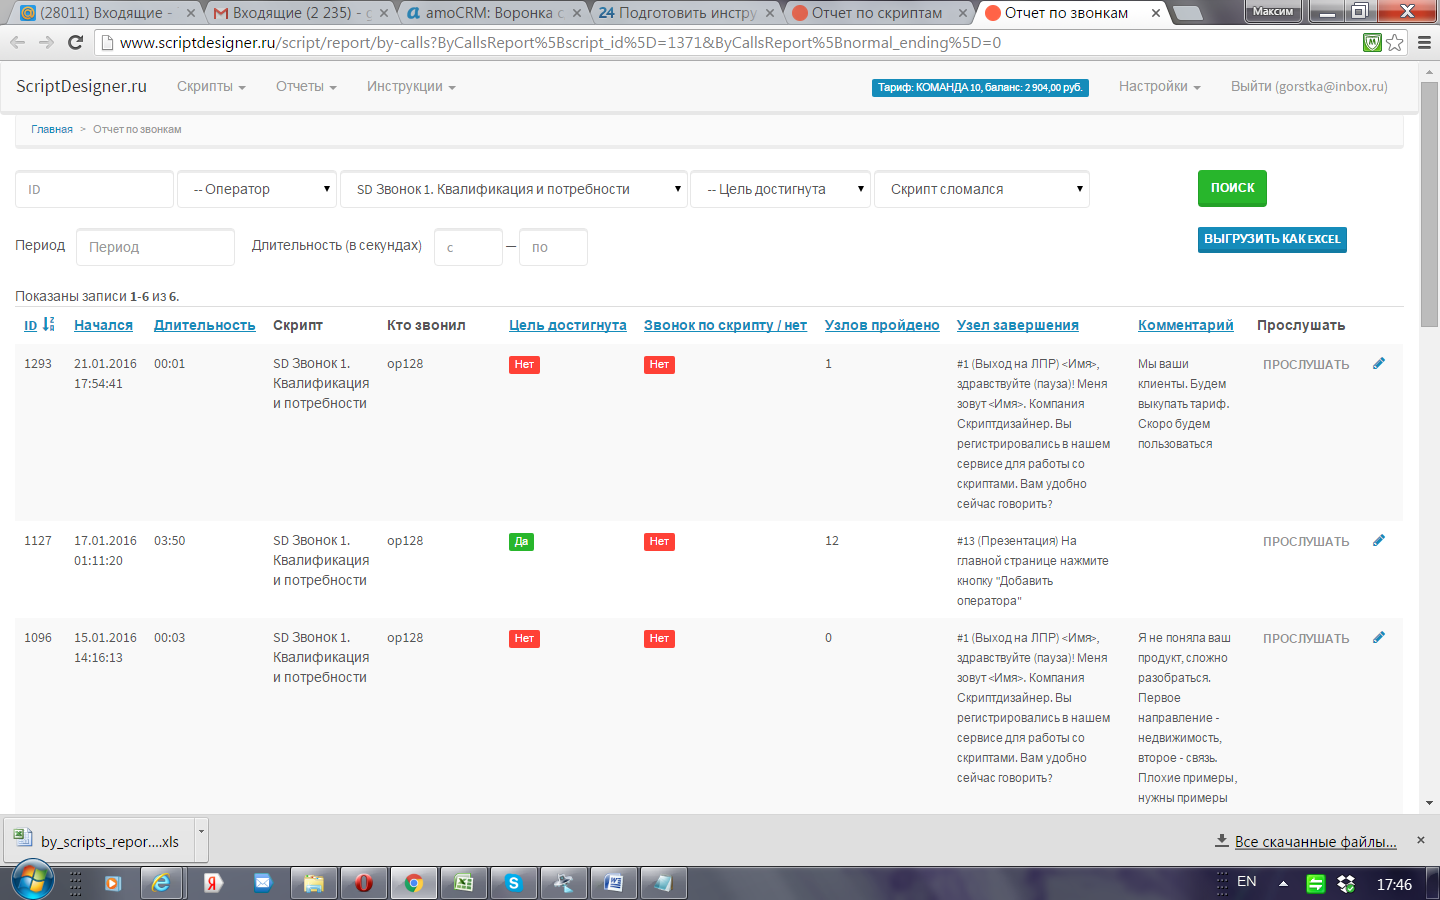 (28011) Входящие -
Входящие (2 235) - g
amoCRM: Воронка с
24 Подготовить инстру
Отчет по скриптам
Отчет по звонкам
Максим
www.scriptdesigner.ru/script/report/by-calls?ByCallsReport%5Bscript_id%5D=1371&ByCallsReport%5Bnormal_ending%5D=0
ScriptDesigner.ru
Скрипты
Отчеты
Инструкции
Тариф: КОМАНДА 10, баланс: 2 904,00 руб.
Настройки
Выйти (gorstka@inbox.ru)
Главная > Отчет по звонкам
ID
-- Оператор
SD Звонок 1. Квалификация и потребности
-- Цель достигнута
Скрипт сломался
ПОИСК
Период
Период
Длительность (в секундах)
с
—
по
ВЫГРУЗИТЬ КАК EXCEL
Показаны записи 1-6 из 6.
ID
Начался
Длительность
Скрипт
Кто звонил
Цель достигнута
Звонок по скрипту / нет
Узлов пройдено
Узел завершения
Комментарий
Прослушать
1293
21.01.2016
17:54:41
00:01
SD Звонок 1.
Квалификация
и потребности
op128
Нет
Нет
1
#1 (Выход на ЛПР) <Имя>,
здравствуйте (пауза)! Меня
зовут <Имя>. Компания
Скриптдизайнер. Вы
регистрировались в нашем
сервисе для работы со
скриптами. Вам удобно
сейчас говорить?
Мы ваши
клиенты. Будем
выкупать тариф.
Скоро будем
пользоваться
ПРОСЛУШАТЬ
1127
17.01.2016
01:11:20
03:50
SD Звонок 1.
Квалификация
и потребности
op128
Да
Нет
12
#13 (Презентация) На
главной странице нажмите
кнопку "Добавить
оператора"
ПРОСЛУШАТЬ
1096
15.01.2016
14:16:13
00:03
SD Звонок 1.
Квалификация
и потребности
op128
Нет
Нет
0
#1 (Выход на ЛПР) <Имя>,
здравствуйте (пауза)! Меня
зовут <Имя>. Компания
Скриптдизайнер. Вы
регистрировались в нашем
сервисе для работы со
скриптами. Вам удобно
сейчас говорить?
Я не поняла ваш
продукт, сложно
разобраться.
Первое
направление -
недвижимость,
второе - связь.
Плохие примеры,
нужны примеры
ПРОСЛУШАТЬ
by_scripts_repor....xls
Все скачанные файлы...
EN
17:46